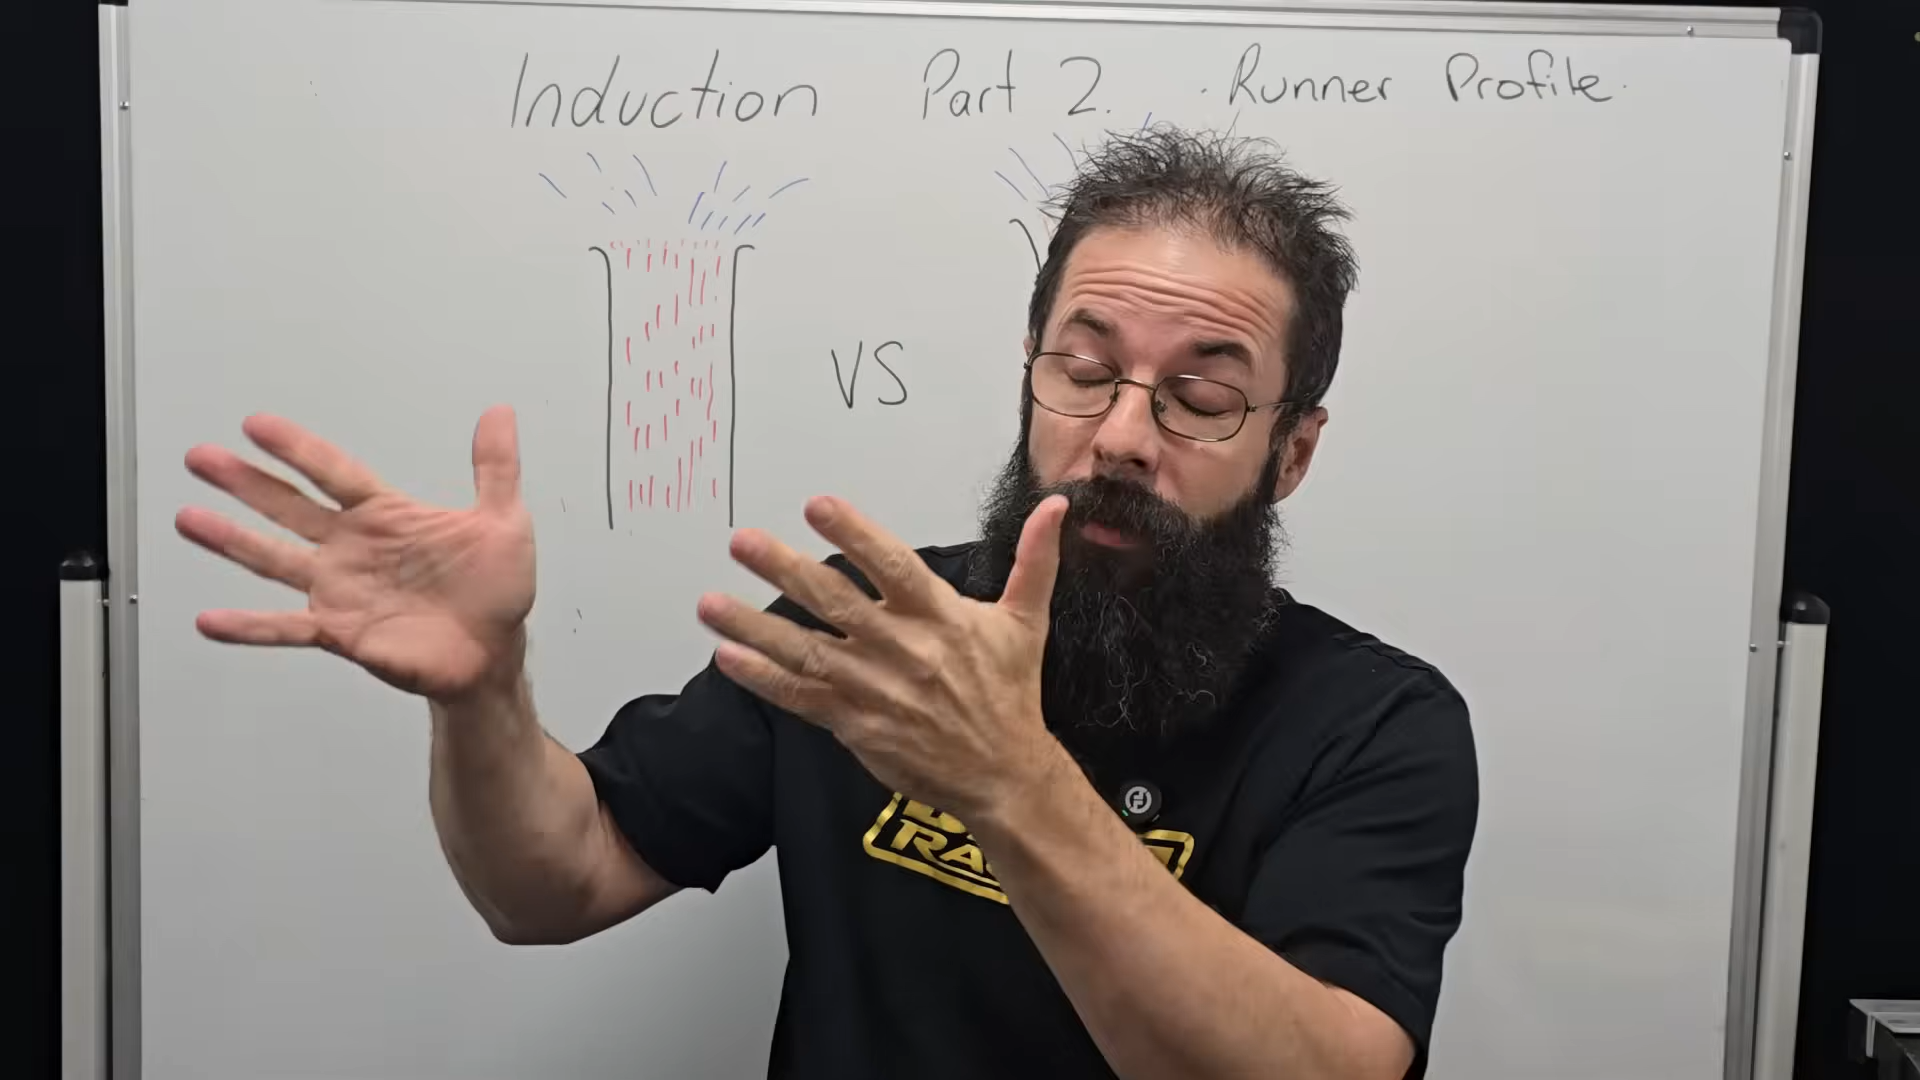 Induction Part 2. · Runner Profile.
VS